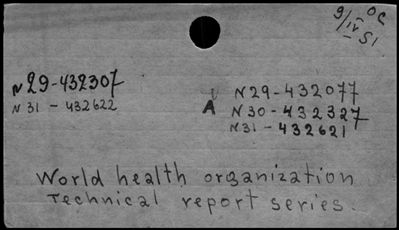 OC
9/IV 51
N29-432307
N31 - 432622
A N29-432077
N30-432327
N31-432621
World health organization
Technical report series.